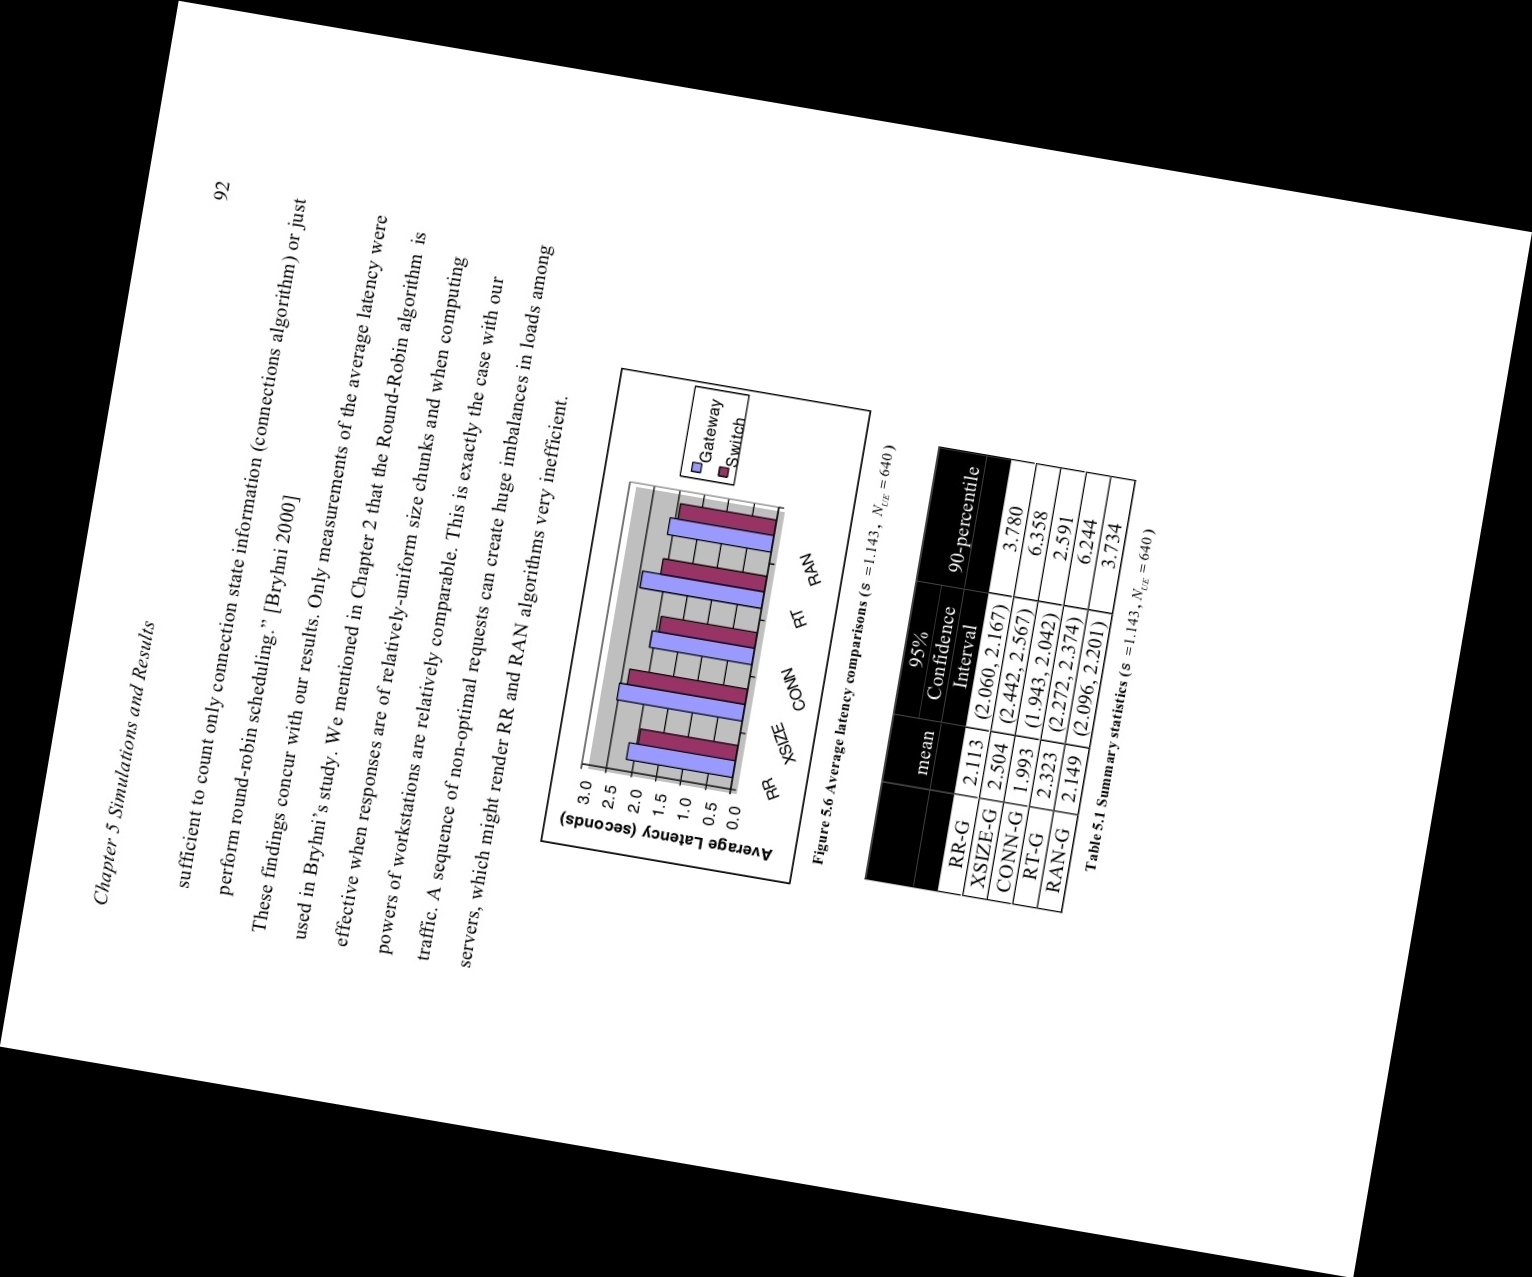 Chapter 5 Simulations and Results
92
sufficient to count only connection state information (connections algorithm) or just
perform round-robin scheduling.” [Bryhni 2000]
These findings concur with our results. Only measurements of the average latency were
used in Bryhni’s study. We mentioned in Chapter 2 that the Round-Robin algorithm is
effective when responses are of relatively-uniform size chunks and when computing
powers of workstations are relatively comparable. This is exactly the case with our
traffic. A sequence of non-optimal requests can create huge imbalances in loads among
servers, which might render RR and RAN algorithms very inefficient.
Average Latency (seconds)
3.0
2.5
2.0
1.5
1.0
0.5
0.0
RR
XSIZE
CONN
RT
RAN
Gateway
Switch
Figure 5.6 Average latency comparisons (s =1.143, N_UE = 640)
mean 95% Confidence Interval 90-percentile
RR-G 2.113 (2.060, 2.167) 3.780
XSIZE-G 2.504 (2.442, 2.567) 6.358
CONN-G 1.993 (1.943, 2.042) 2.591
RT-G 2.323 (2.272, 2.374) 6.244
RAN-G 2.149 (2.096, 2.201) 3.734
Table 5.1 Summary statistics (s =1.143, N_UE = 640)